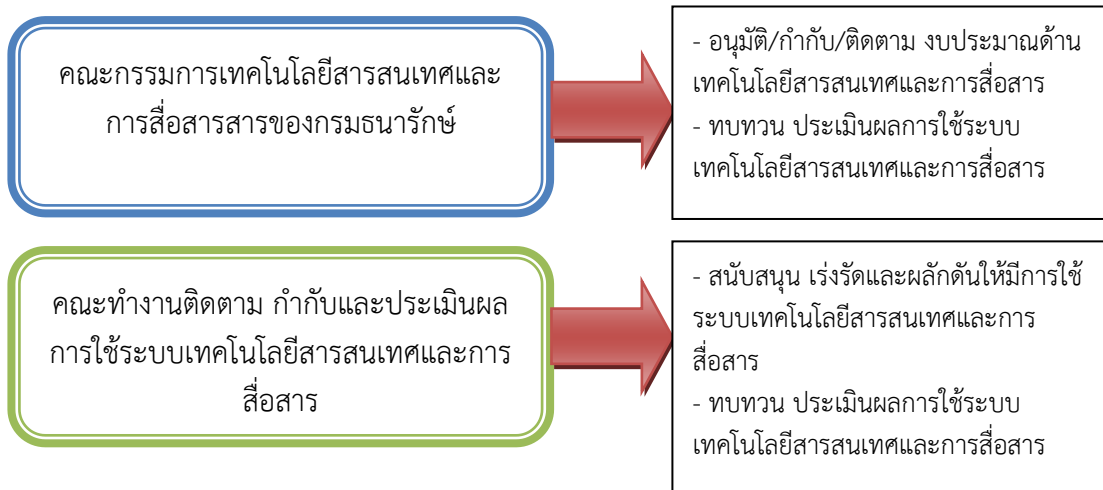 คณะกรรมการเทคโนโลยีสารสนเทศและ
การสื่อสารสารของกรมธนารักษ์
- อนุมัติ/กำกับ/ติดตาม งบประมาณด้าน
เทคโนโลยีสารสนเทศและการสื่อสาร
- ทบทวน ประเมินผลการใช้ระบบ
เทคโนโลยีสารสนเทศและการสื่อสาร
คณะทำงานติดตาม กำกับและประเมินผล
การใช้ระบบเทคโนโลยีสารสนเทศและการ
สื่อสาร
- สนับสนุน เร่งรัดและผลักดันให้มีการใช้
ระบบเทคโนโลยีสารสนเทศและการ
สื่อสาร
- ทบทวน ประเมินผลการใช้ระบบ
เทคโนโลยีสารสนเทศและการสื่อสาร